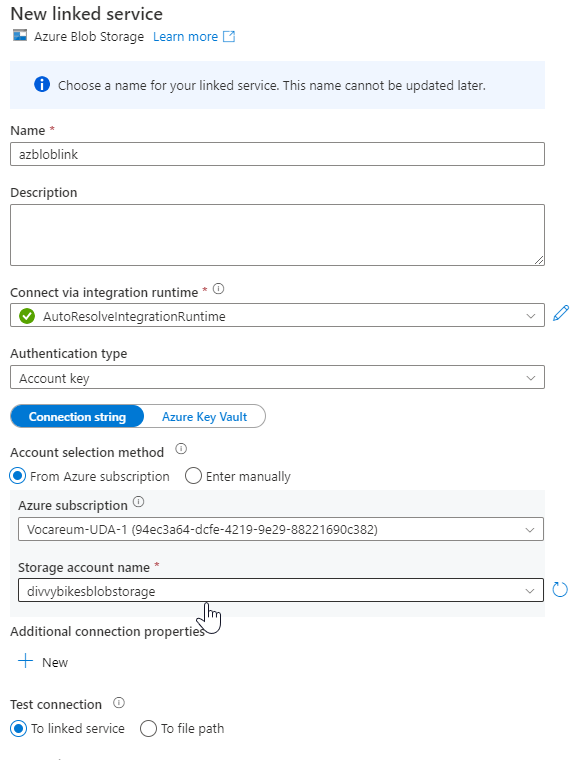 New linked service
Azure Blob Storage Learn more
Choose a name for your linked service. This name cannot be updated later.
Name *
azbloblink
Description
Connect via integration runtime *
AutoResolveIntegrationRuntime
Authentication type
Account key
Connection string Azure Key Vault
Account selection method
From Azure subscription Enter manually
Azure subscription
Vocareum-UDA-1 (94ec3a64-dcfe-4219-9e29-88221690c382)
Storage account name *
divvybikesblobstorage
Additional connection properties
New
Test connection
To linked service To file path